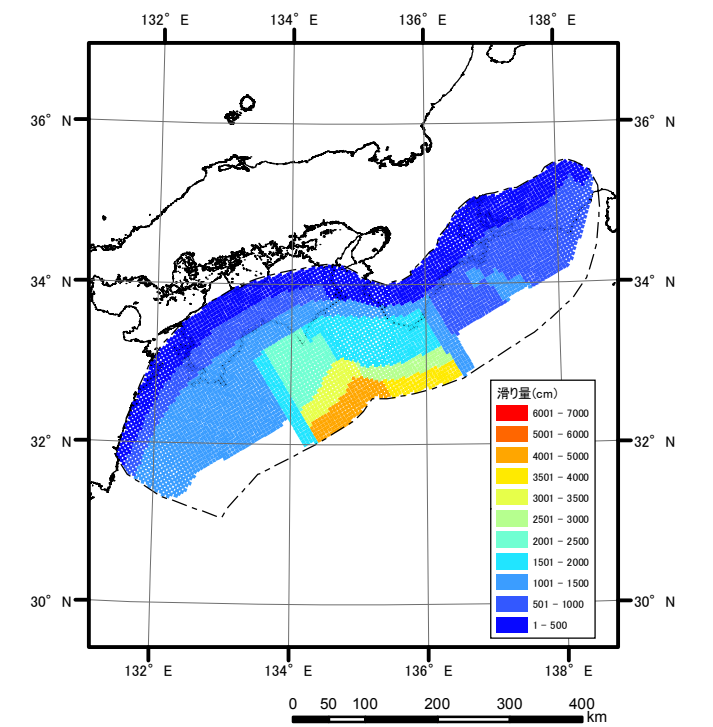 132° E 134° E 136° E 138° E
36° N 36° N
34° N 34° N
32° N 32° N
30° N 30° N
滑り量(cm)
6001 - 7000
5001 - 6000
4001 - 5000
3501 - 4000
3001 - 3500
2501 - 3000
2001 - 2500
1501 - 2000
1001 - 1500
501 - 1000
1 - 500
132° E 134° E 136° E 138° E
0 50 100 200 300 400
km